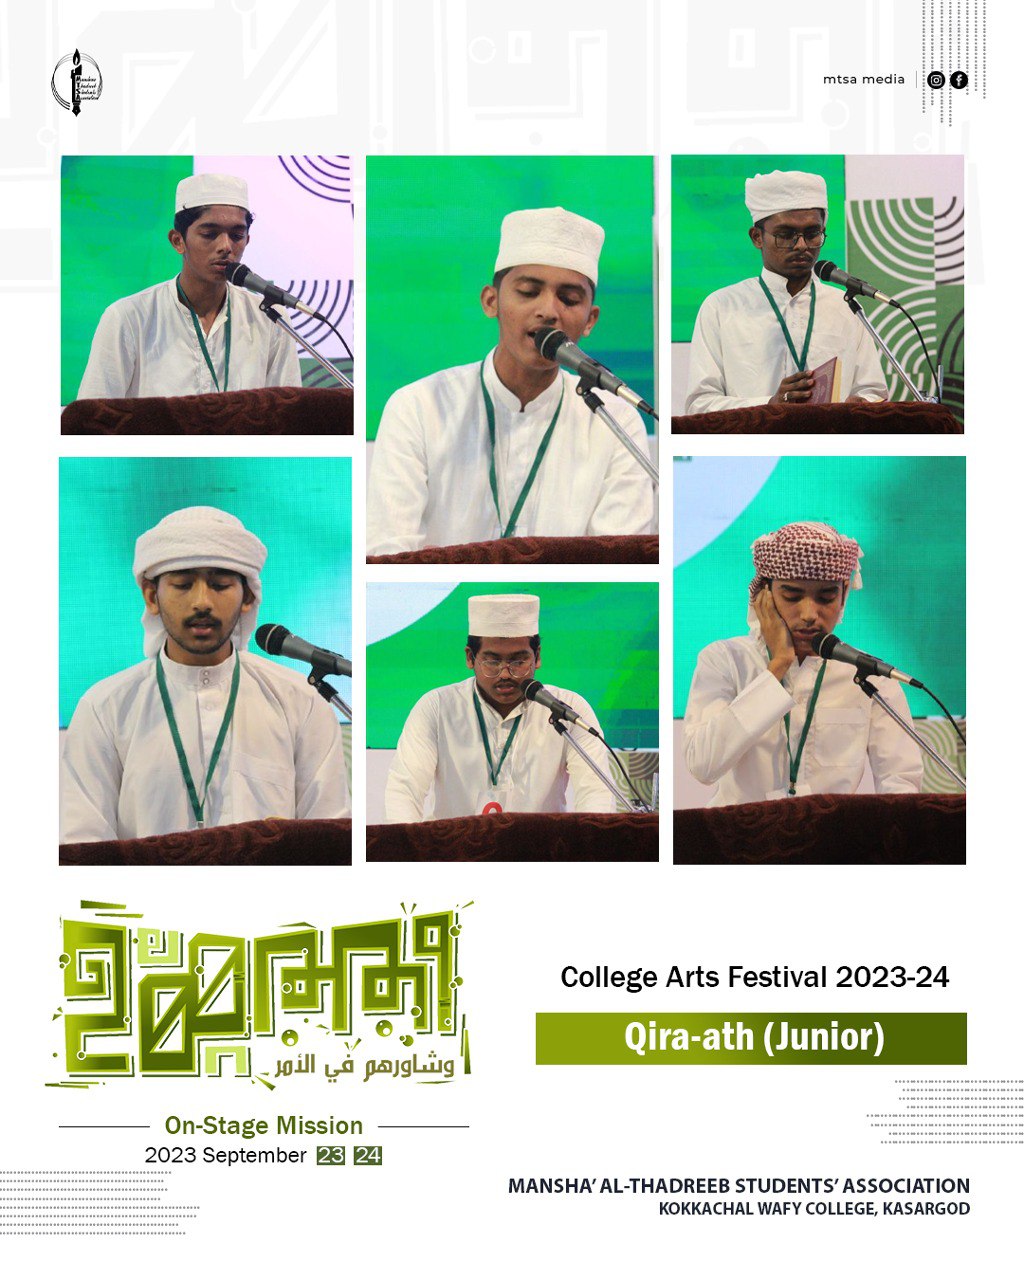 mtsa media
وشاورهم في الأمر
On-Stage Mission
2023 September 23 24
College Arts Festival 2023-24
Qira-ath (Junior)
MANSHA' AL-THADREEB STUDENTS' ASSOCIATION
KOKKACHAL WAFY COLLEGE, KASARGOD